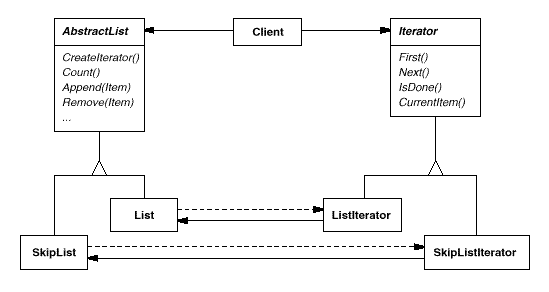 AbstractList
CreateIterator()
Count()
Append(Item)
Remove(Item)
...
Client
Iterator
First()
Next()
IsDone()
CurrentItem()
List
ListIterator
SkipList
SkipListIterator